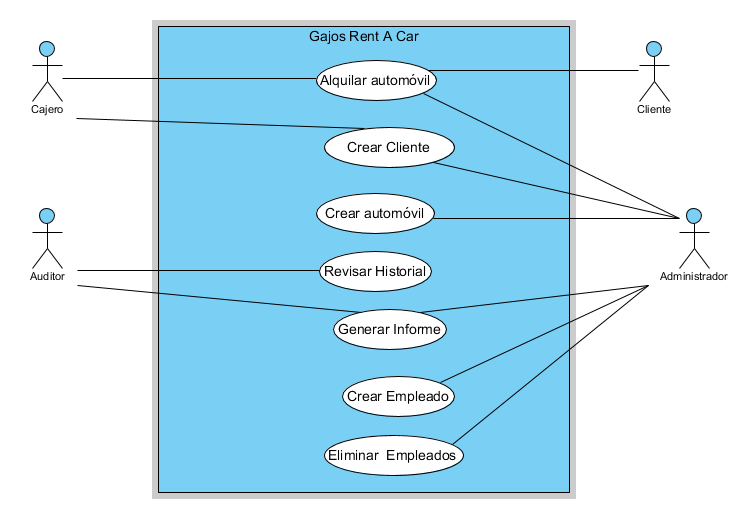 Gajos Rent A Car
Alquilar automóvil
Cajero
Cliente
Crear Cliente
Crear automóvil
Revisar Historial
Auditor
Administrador
Generar Informe
Crear Empleado
Eliminar Empleados